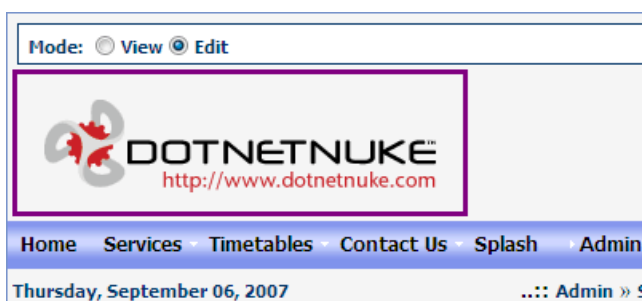 Mode: View Edit
DOTNETNUKE™
http://www.dotnetnuke.com
Home Services Timetables Contact Us Splash Admin
Thursday, September 06, 2007 ..:: Admin »